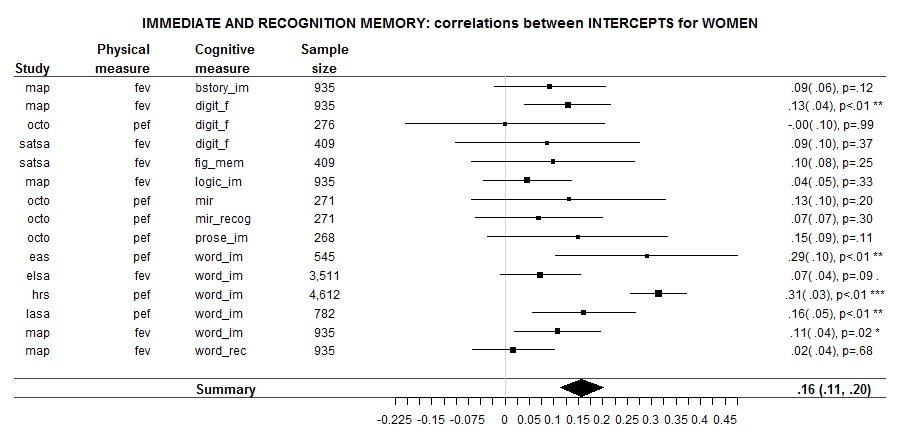 IMMEDIATE AND RECOGNITION MEMORY: correlations between INTERCEPTS for WOMEN
Physical Cognitive Sample
Study measure measure size
map fev bstory_im 935 .09( .06), p=.12
map fev digit_f 935 .13( .04), p<.01 **
octo pef digit_f 276 -.00( .10), p=.99
satsa fev digit_f 409 .09( .10), p=.37
satsa fev fig_mem 409 .10( .08), p=.25
map fev logic_im 935 .04( .05), p=.33
octo pef mir 271 .13( .10), p=.20
octo pef mir_recog 271 .07( .07), p=.30
octo pef prose_im 268 .15( .09), p=.11
eas pef word_im 545 .29( .10), p<.01 **
elsa fev word_im 3,511 .07( .04), p=.09 .
hrs pef word_im 4,612 .31( .03), p<.01 ***
lasa pef word_im 782 .16( .05), p<.01 **
map fev word_im 935 .11( .04), p=.02 *
map fev word_rec 935 .02( .04), p=.68
Summary .16 (.11, .20)
-0.225 -0.15 -0.075 0 0.05 0.1 0.15 0.2 0.25 0.3 0.35 0.4 0.45